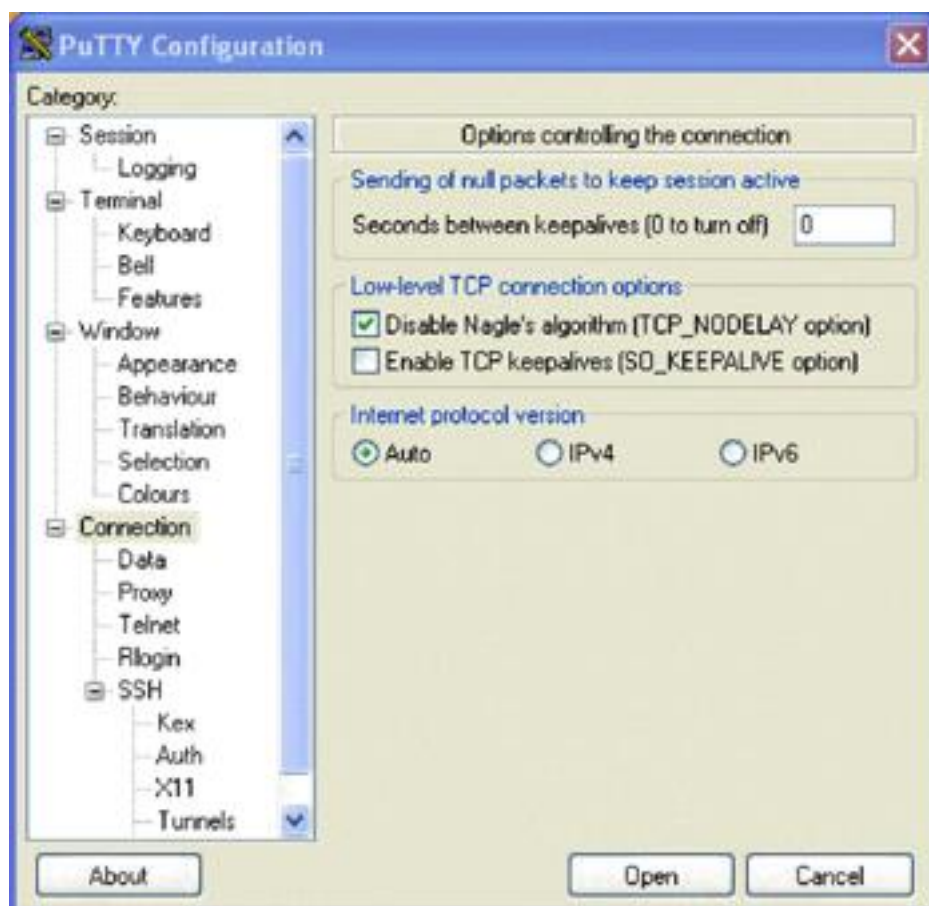 PuTTY Configuration
Category:
Session
Logging
Terminal
Keyboard
Bell
Features
Window
Appearance
Behaviour
Translation
Selection
Colours
Connection
Data
Proxy
Telnet
Rlogin
SSH
Kex
Auth
X11
Tunnels
Options controlling the connection
Sending of null packets to keep session active
Seconds between keepalives (0 to turn off) 0
Low-level TCP connection options
Disable Nagle's algorithm (TCP_NODELAY option)
Enable TCP keepalives (SO_KEEPALIVE option)
Internet protocol version
Auto IPv4 IPv6
About Open Cancel